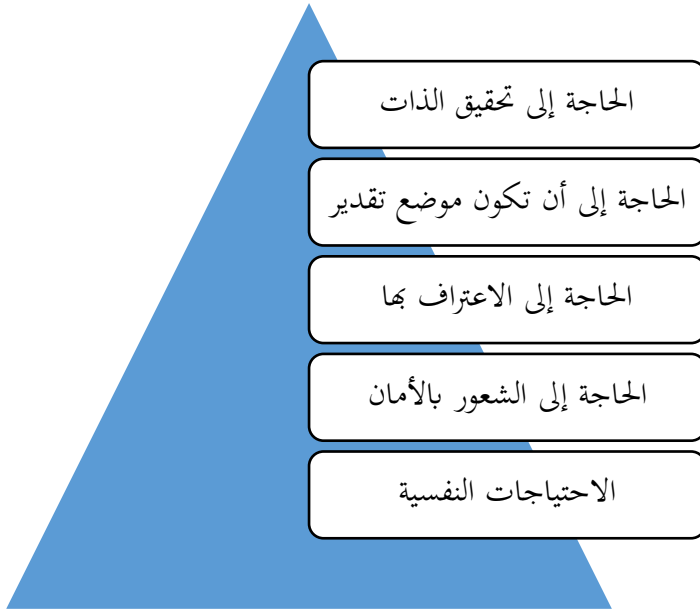 الحاجة إلى تحقيق الذات
الحاجة إلى أن تكون موضع تقدير
الحاجة إلى الاعتراف بها
الحاجة إلى الشعور بالأمان
الاحتياجات النفسية